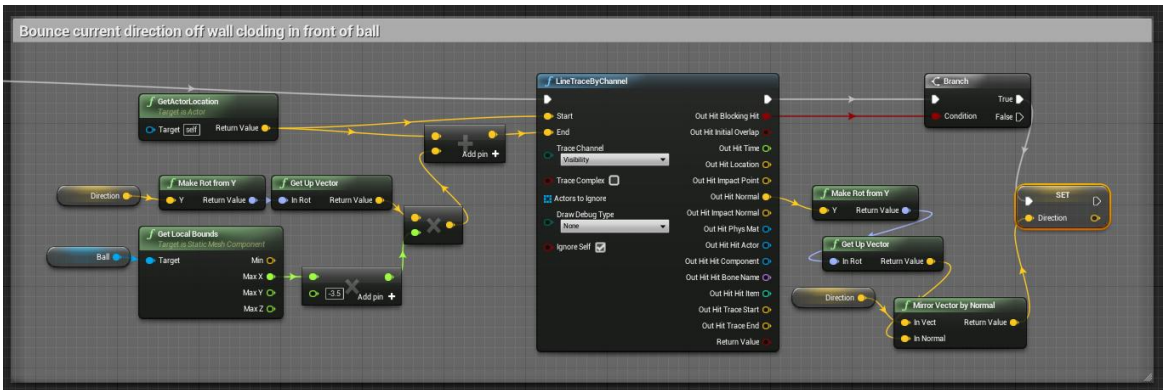 Bounce current direction off wall cloding in front of ball
GetActorLocation
Target is Actor
Target self Return Value
Direction
Make Rot from Y
Y Return Value
Get Up Vector
In Rot Return Value
Ball
Get Local Bounds
Target is Static Mesh Component
Target Min
Max X
Max Y
Max Z
-3.5 Add pin +
Add pin +
LineTraceByChannel
Start
End
Trace Channel
Visibility
Trace Complex
Actors to Ignore
Draw Debug Type
None
Ignore Self
Out Hit Blocking Hit
Out Hit Initial Overlap
Out Hit Time
Out Hit Location
Out Hit Impact Point
Out Hit Normal
Out Hit Impact Normal
Out Hit Phys Mat
Out Hit Hit Actor
Out Hit Hit Component
Out Hit Hit Bone Name
Out Hit Hit Item
Out Hit Trace Start
Out Hit Trace End
Return Value
Make Rot from Y
Y Return Value
Get Up Vector
In Rot Return Value
Direction
Mirror Vector by Normal
In Vect Return Value
In Normal
Branch
True
Condition False
SET
Direction